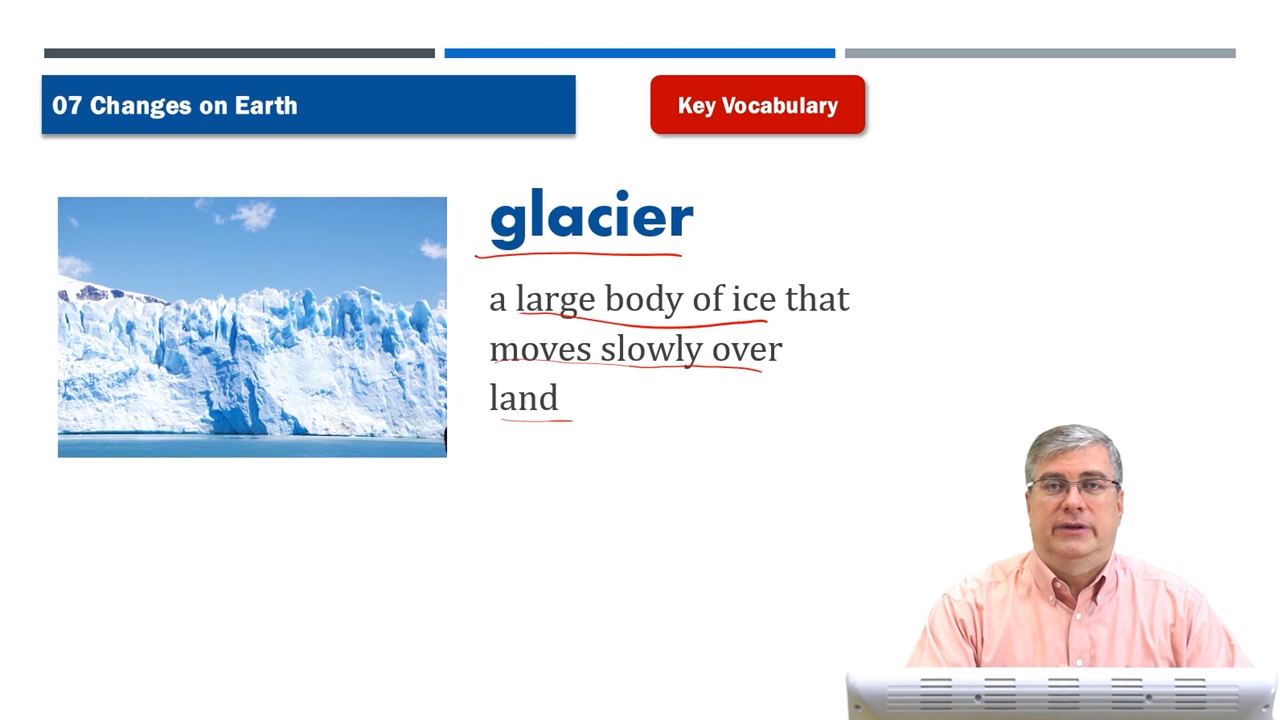 07 Changes on Earth
Key Vocabulary
glacier
a large body of ice that
moves slowly over
land